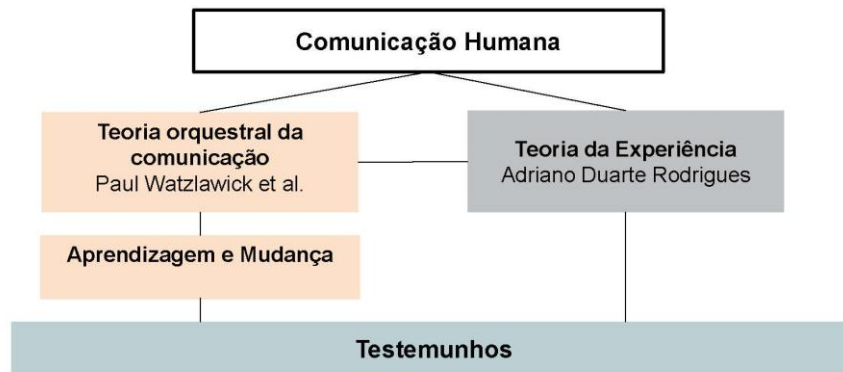 Comunicação Humana
Teoria orquestral da
comunicação
Paul Watzlawick et al.
Teoria da Experiência
Adriano Duarte Rodrigues
Aprendizagem e Mudança
Testemunhos